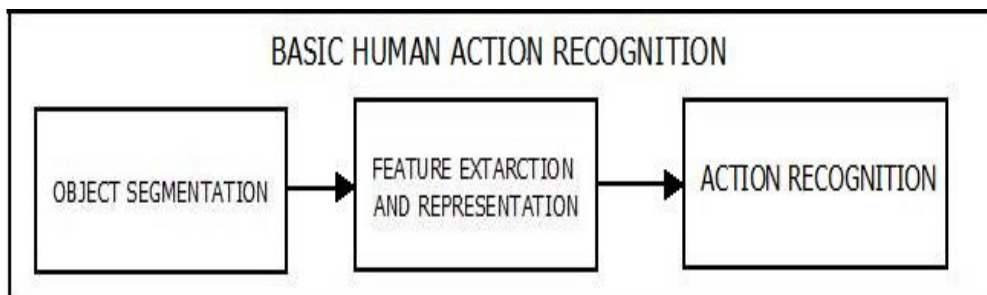 BASIC HUMAN ACTION RECOGNITION
OBJECT SEGMENTATION
FEATURE EXTARCTION
AND REPRESENTATION
ACTION RECOGNITION